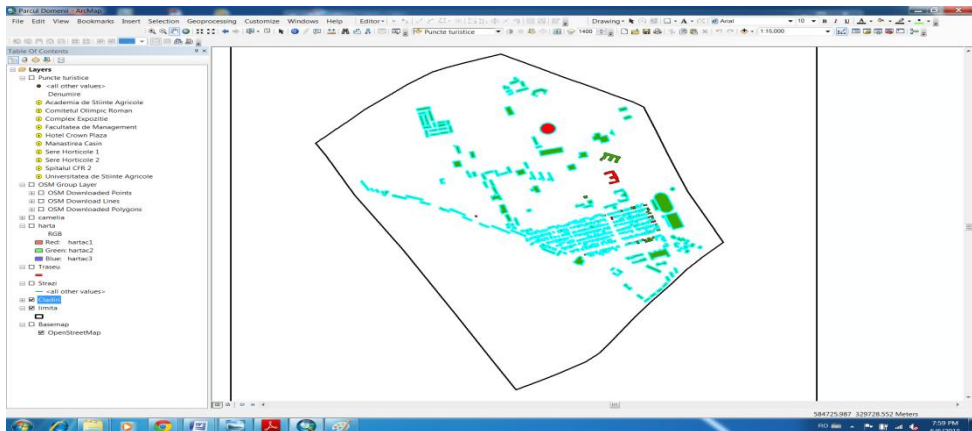 Parcul Domenii - ArcMap
File Edit View Bookmarks Insert Selection Geoprocessing Customize Windows Help Editor Drawing A Arial 10 B I U A
Puncte turistice 1400 1:15,000
Table Of Contents
Layers
Puncte turistice
<all other values>
Denumire
Academia de Stiinte Agricole
Comitetul Olimpic Roman
Complex Expozitie
Facultatea de Management
Hotel Crown Plaza
Manastirea Casin
Sere Horticole 1
Sere Horticole 2
Spitalul CFR 2
Universitatea de Stiinte Agricole
OSM Group Layer
OSM Downloaded Points
OSM Download Lines
OSM Downloaded Polygons
camelia
harta
RGB
Red: hartac1
Green: hartac2
Blue: hartac3
Traseu
Strazi
<all other values>
Cladiri
limita
Basemap
OpenStreetMap
584725.987 329728.552 Meters
RO 7:59 PM